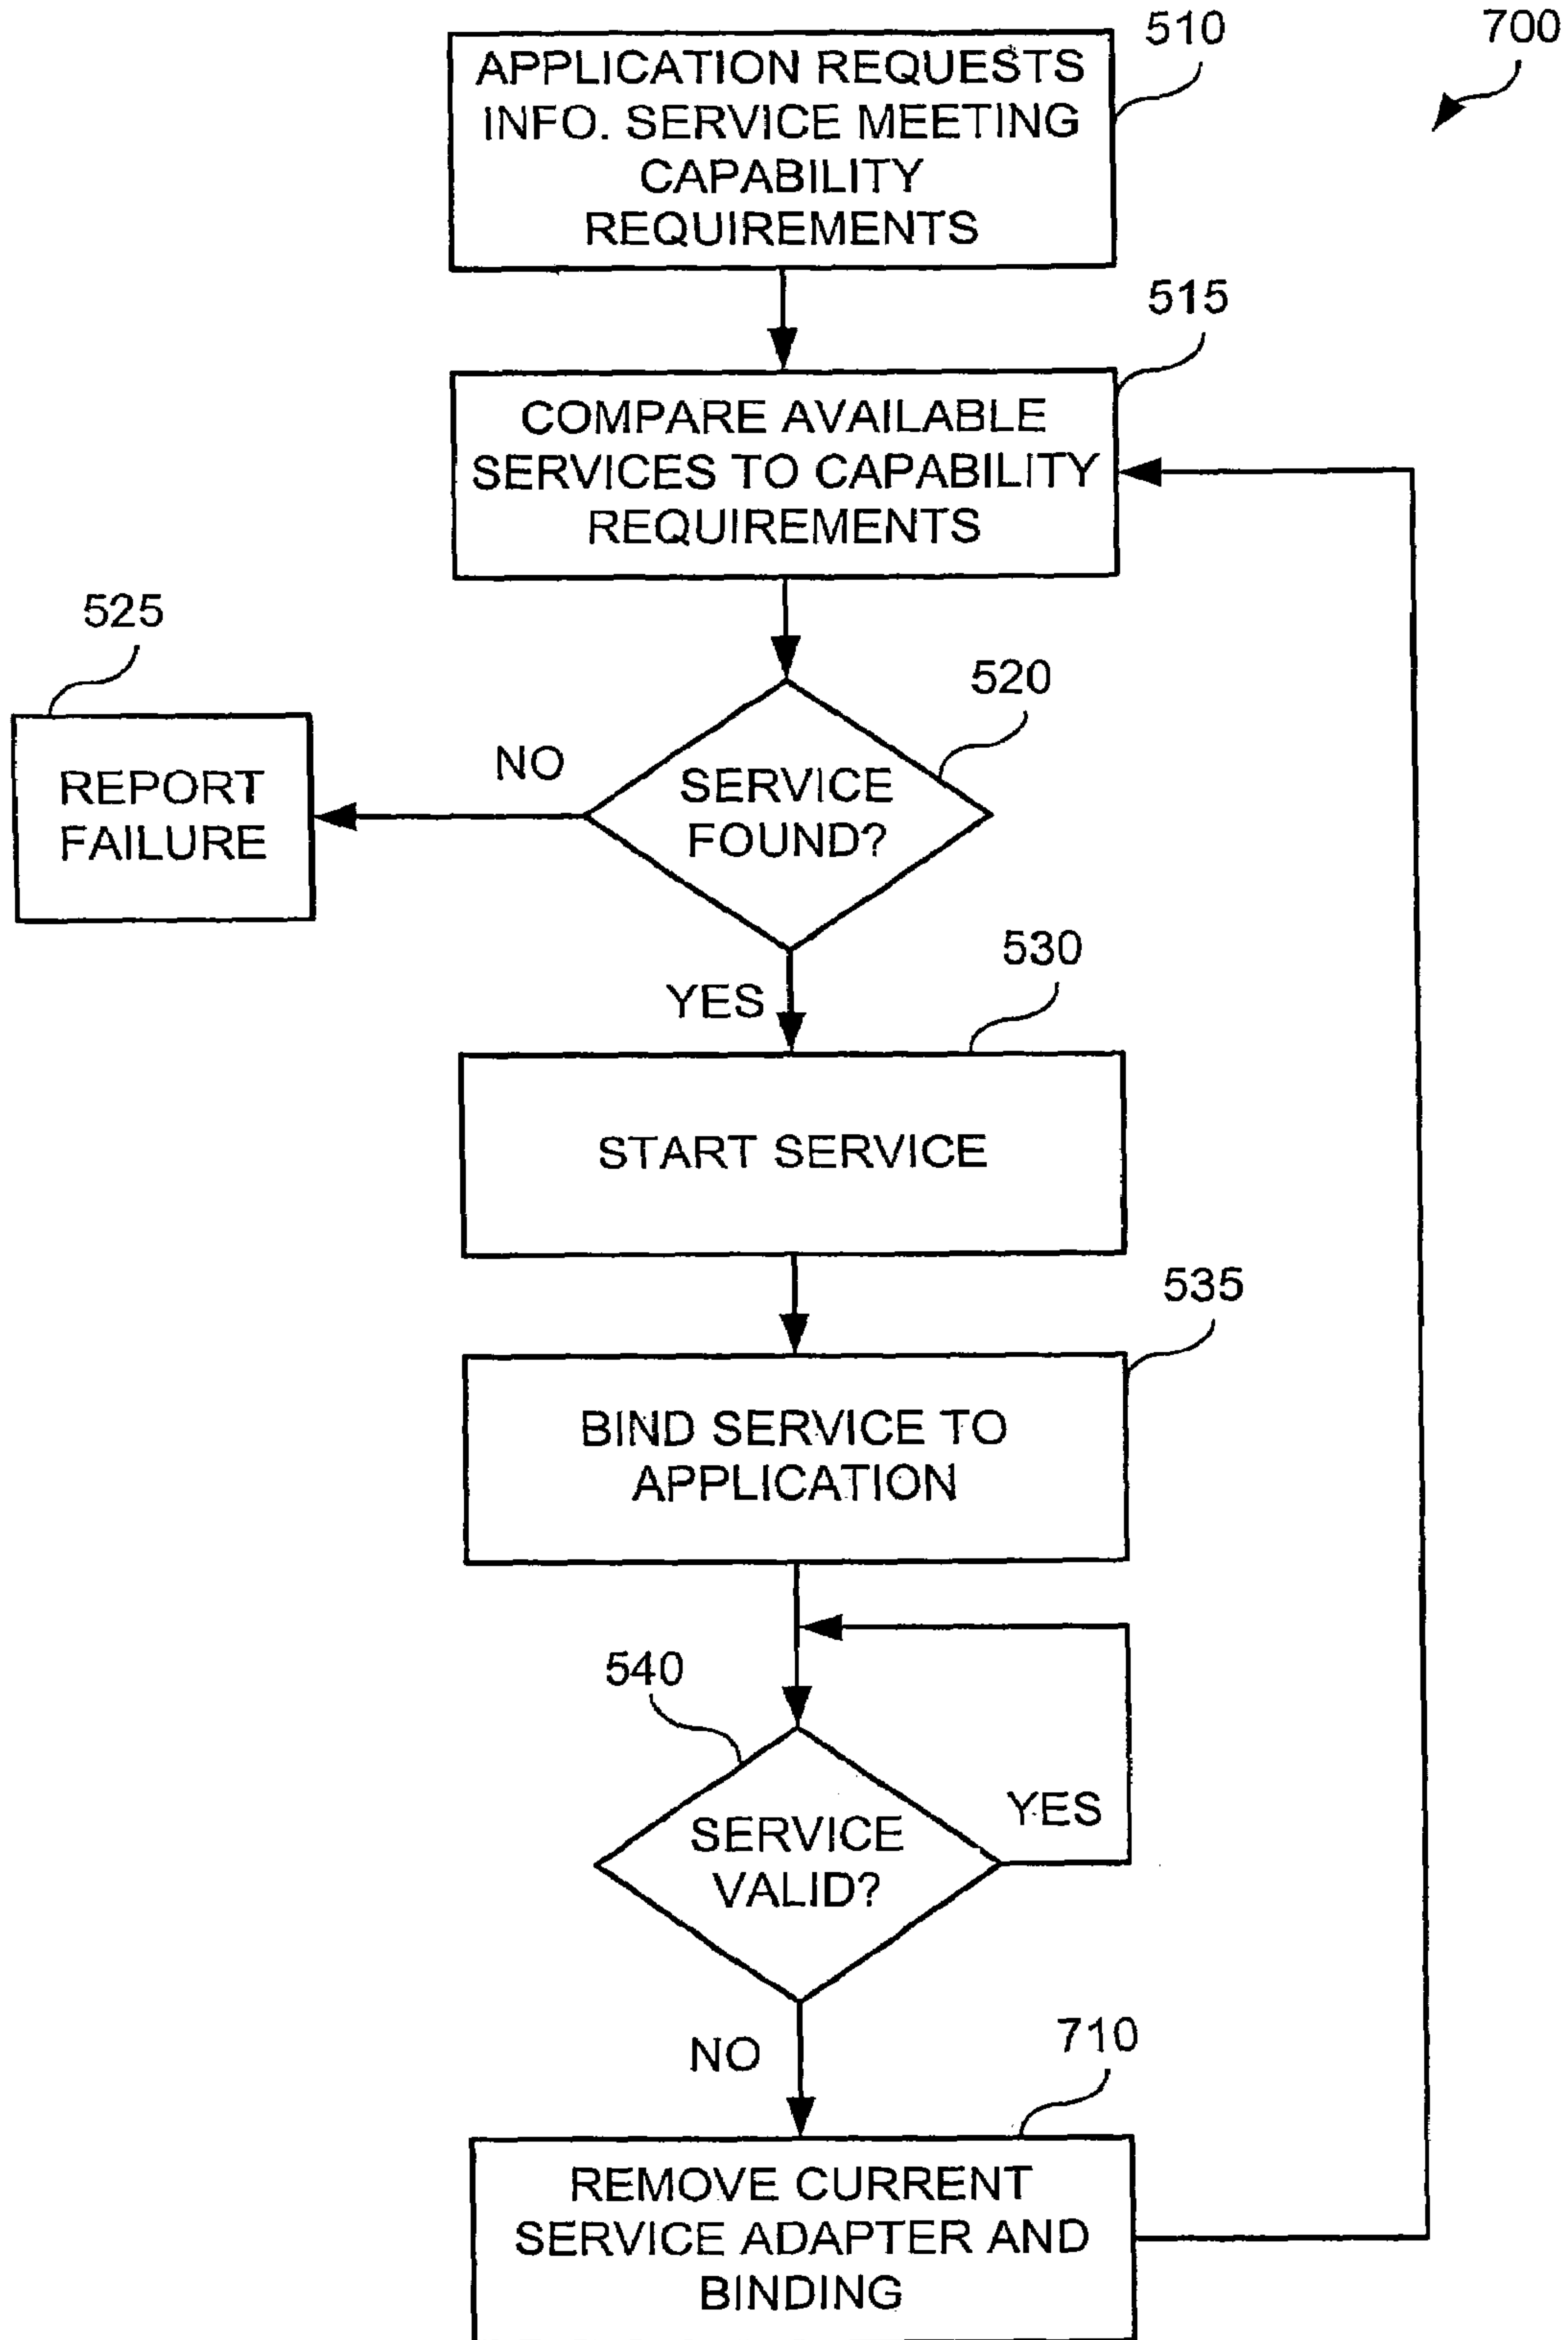 510
700
APPLICATION REQUESTS
INFO. SERVICE MEETING
CAPABILITY
REQUIREMENTS
515
COMPARE AVAILABLE
SERVICES TO CAPABILITY
REQUIREMENTS
525
520
NO
REPORT
FAILURE
SERVICE
FOUND?
530
YES
START SERVICE
535
BIND SERVICE TO
APPLICATION
540
YES
SERVICE
VALID?
NO
710
REMOVE CURRENT
SERVICE ADAPTER AND
BINDING